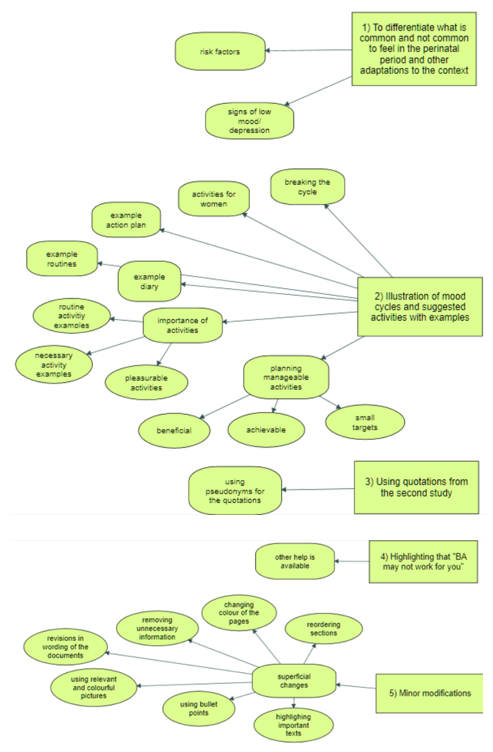 1) To differentiate what is
common and not common
to feel in the perinatal
period and other
adaptations to the context
risk factors
signs of low
mood/
depression
breaking the
cycle
activities for
women
example
action plan
example
routines
example
diary
2) Illustration of mood
cycles and suggested
activities with examples
routine
activitiy
examoles
importance of
activities
necessary
activity
examples
pleasurable
activities
planning
manageable
activities
beneficial
achievable
small
targets
using
pseudonyms for
the quotations
3) Using quotations from
the second study
other help is
available
4) Highlighting that "BA
may not work for you"
changing
colour of the
pages
removing
unnecessary
information
reordering
sections
revisions in
wording of the
documents
superficial
changes
using relevant
and colourful
pictures
5) Minor modifications
using bullet
points
highlighing
important
texts